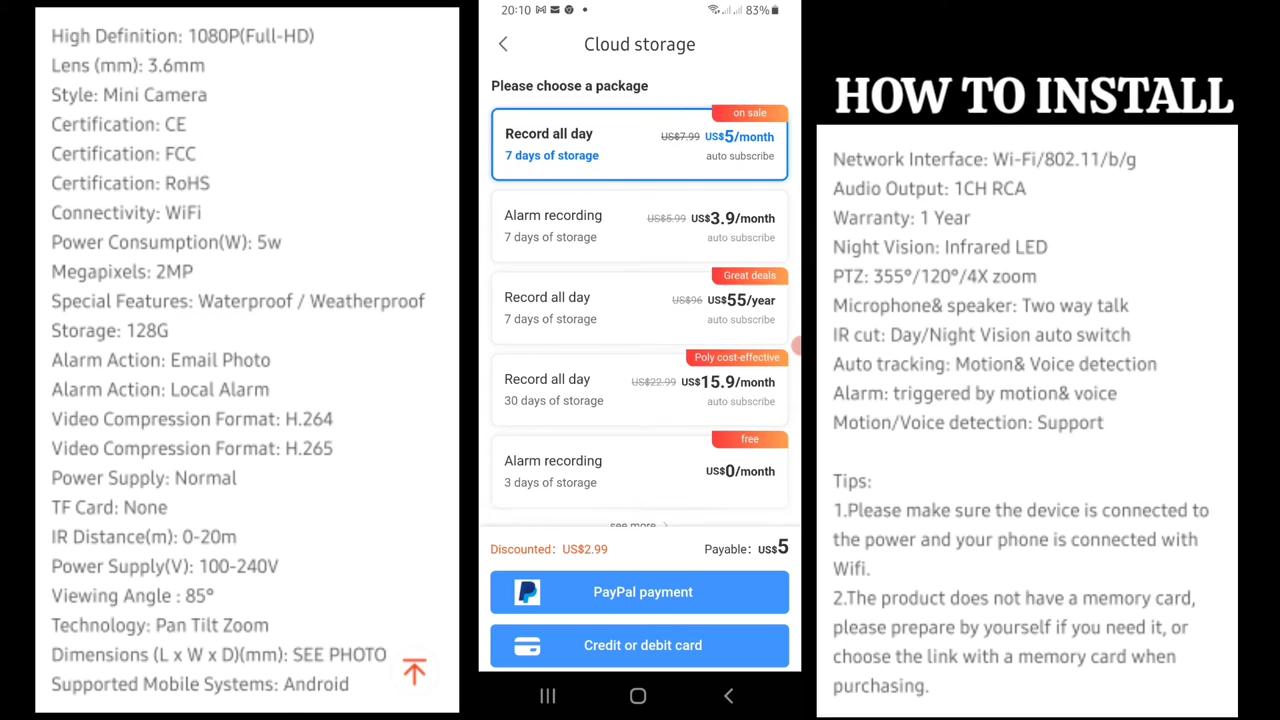 High Definition: 1080P(Full-HD)
Lens (mm): 3.6mm
Style: Mini Camera
Certification: CE
Certification: FCC
Certification: RoHS
Connectivity: WiFi
Power Consumption(W): 5w
Megapixels: 2MP
Special Features: Waterproof / Weatherproof
Storage: 128G
Alarm Action: Email Photo
Alarm Action: Local Alarm
Video Compression Format: H.264
Video Compression Format: H.265
Power Supply: Normal
TF Card: None
IR Distance(m): 0-20m
Power Supply(V): 100-240V
Viewing Angle : 85°
Technology: Pan Tilt Zoom
Dimensions (L x W x D)(mm): SEE PHOTO
Supported Mobile Systems: Android
20:10 83%
Cloud storage
Please choose a package
on sale
Record all day US$7.99 US$5/month
7 days of storage auto subscribe
Alarm recording US$5.99 US$3.9/month
7 days of storage auto subscribe
Great deals
Record all day US$96 US$55/year
7 days of storage auto subscribe
Poly cost-effective
Record all day US$22.99 US$15.9/month
30 days of storage auto subscribe
free
Alarm recording US$0/month
3 days of storage
see more
Discounted: US$2.99 Payable: US$5
PayPal payment
Credit or debit card
HOW TO INSTALL
Network Interface: Wi-Fi/802.11/b/g
Audio Output: 1CH RCA
Warranty: 1 Year
Night Vision: Infrared LED
PTZ: 355°/120°/4X zoom
Microphone& speaker: Two way talk
IR cut: Day/Night Vision auto switch
Auto tracking: Motion& Voice detection
Alarm: triggered by motion& voice
Motion/Voice detection: Support
Tips:
1.Please make sure the device is connected to
the power and your phone is connected with
Wifi.
2.The product does not have a memory card,
please prepare by yourself if you need it, or
choose the link with a memory card when
purchasing.